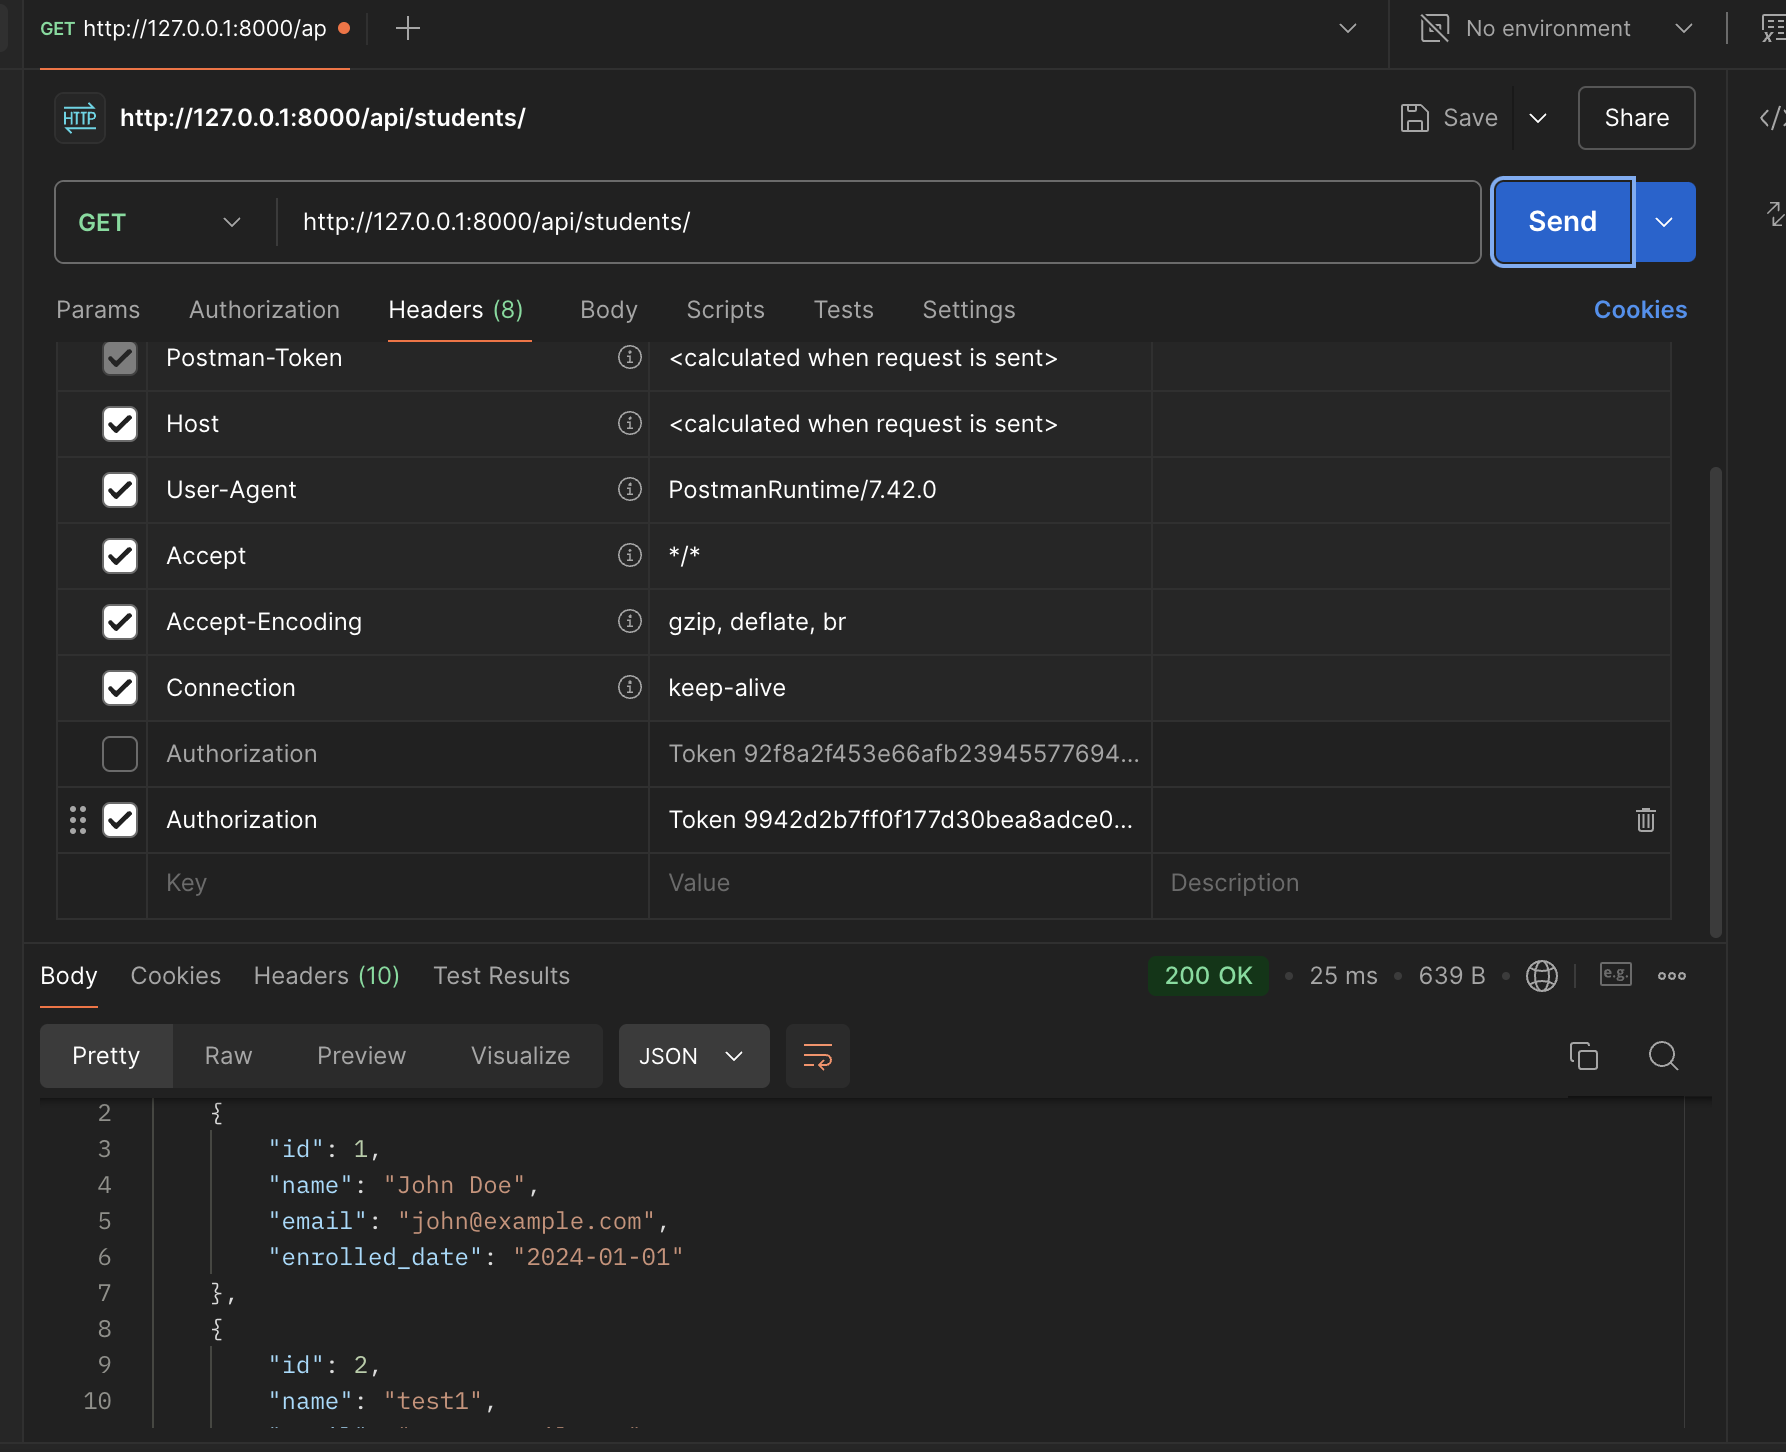 GET http://127.0.0.1:8000/ap
No environment
HTTP http://127.0.0.1:8000/api/students/
Save
Share
GET http://127.0.0.1:8000/api/students/
Send
Params Authorization Headers (8) Body Scripts Tests Settings Cookies
Postman-Token <calculated when request is sent>
Host <calculated when request is sent>
User-Agent PostmanRuntime/7.42.0
Accept */*
Accept-Encoding gzip, deflate, br
Connection keep-alive
Authorization Token 92f8a2f453e66afb23945577694...
Authorization Token 9942d2b7ff0f177d30bea8adce0...
Key Value Description
Body Cookies Headers (10) Test Results 200 OK 25 ms 639 B e.g.
Pretty Raw Preview Visualize JSON
2 {
3 "id": 1,
4 "name": "John Doe",
5 "email": "john@example.com",
6 "enrolled_date": "2024-01-01"
7 },
8 {
9 "id": 2,
10 "name": "test1",